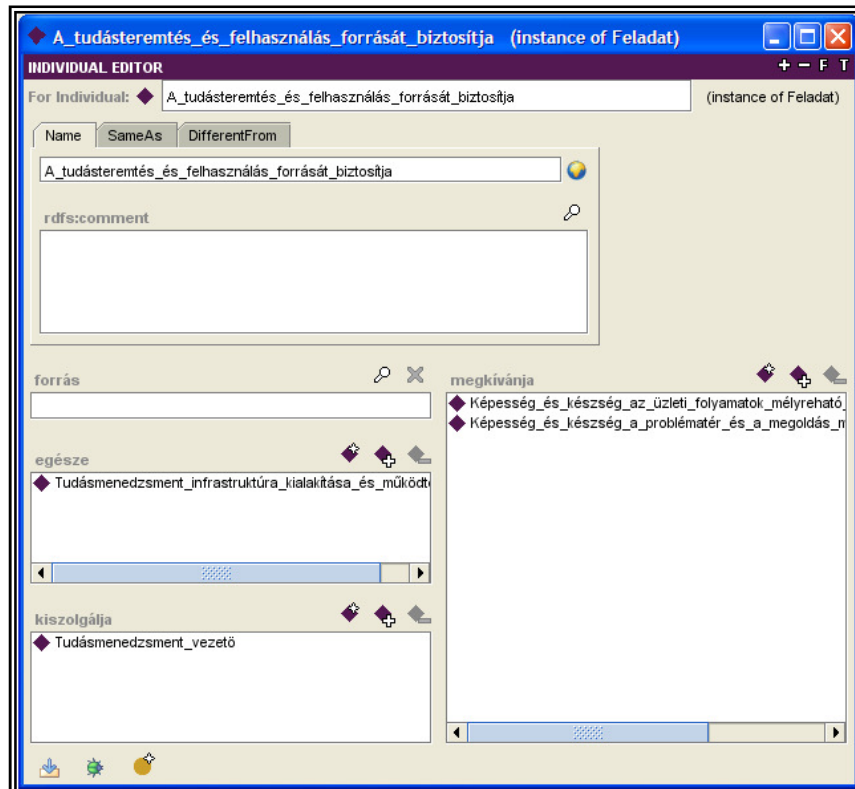 A_tudásteremtés_és_felhasználás_forrását_biztosítja (instance of Feladat)
INDIVIDUAL EDITOR
+ − F T
For Individual: A_tudásteremtés_és_felhasználás_forrását_biztosítja (instance of Feladat)
Name SameAs DifferentFrom
A_tudásteremtés_és_felhasználás_forrását_biztosítja
rdfs:comment
forrás
megkívánja
Képesség_és_készség_az_üzleti_folyamatok_mélyreható_
Képesség_és_készség_a_problématér_és_a_megoldás_m
egésze
Tudásmenedzsment_infrastruktúra_kialakítása_és_működte
kiszolgálja
Tudásmenedzsment_vezető